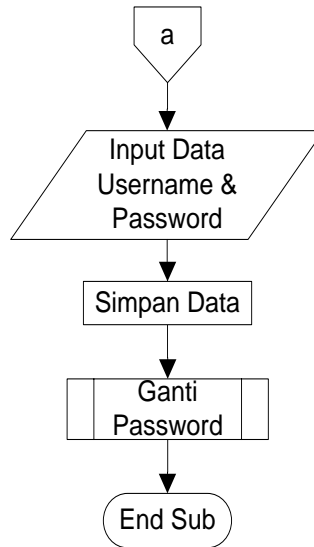 a
Input Data
Username &
Password
Simpan Data
Ganti
Password
End Sub